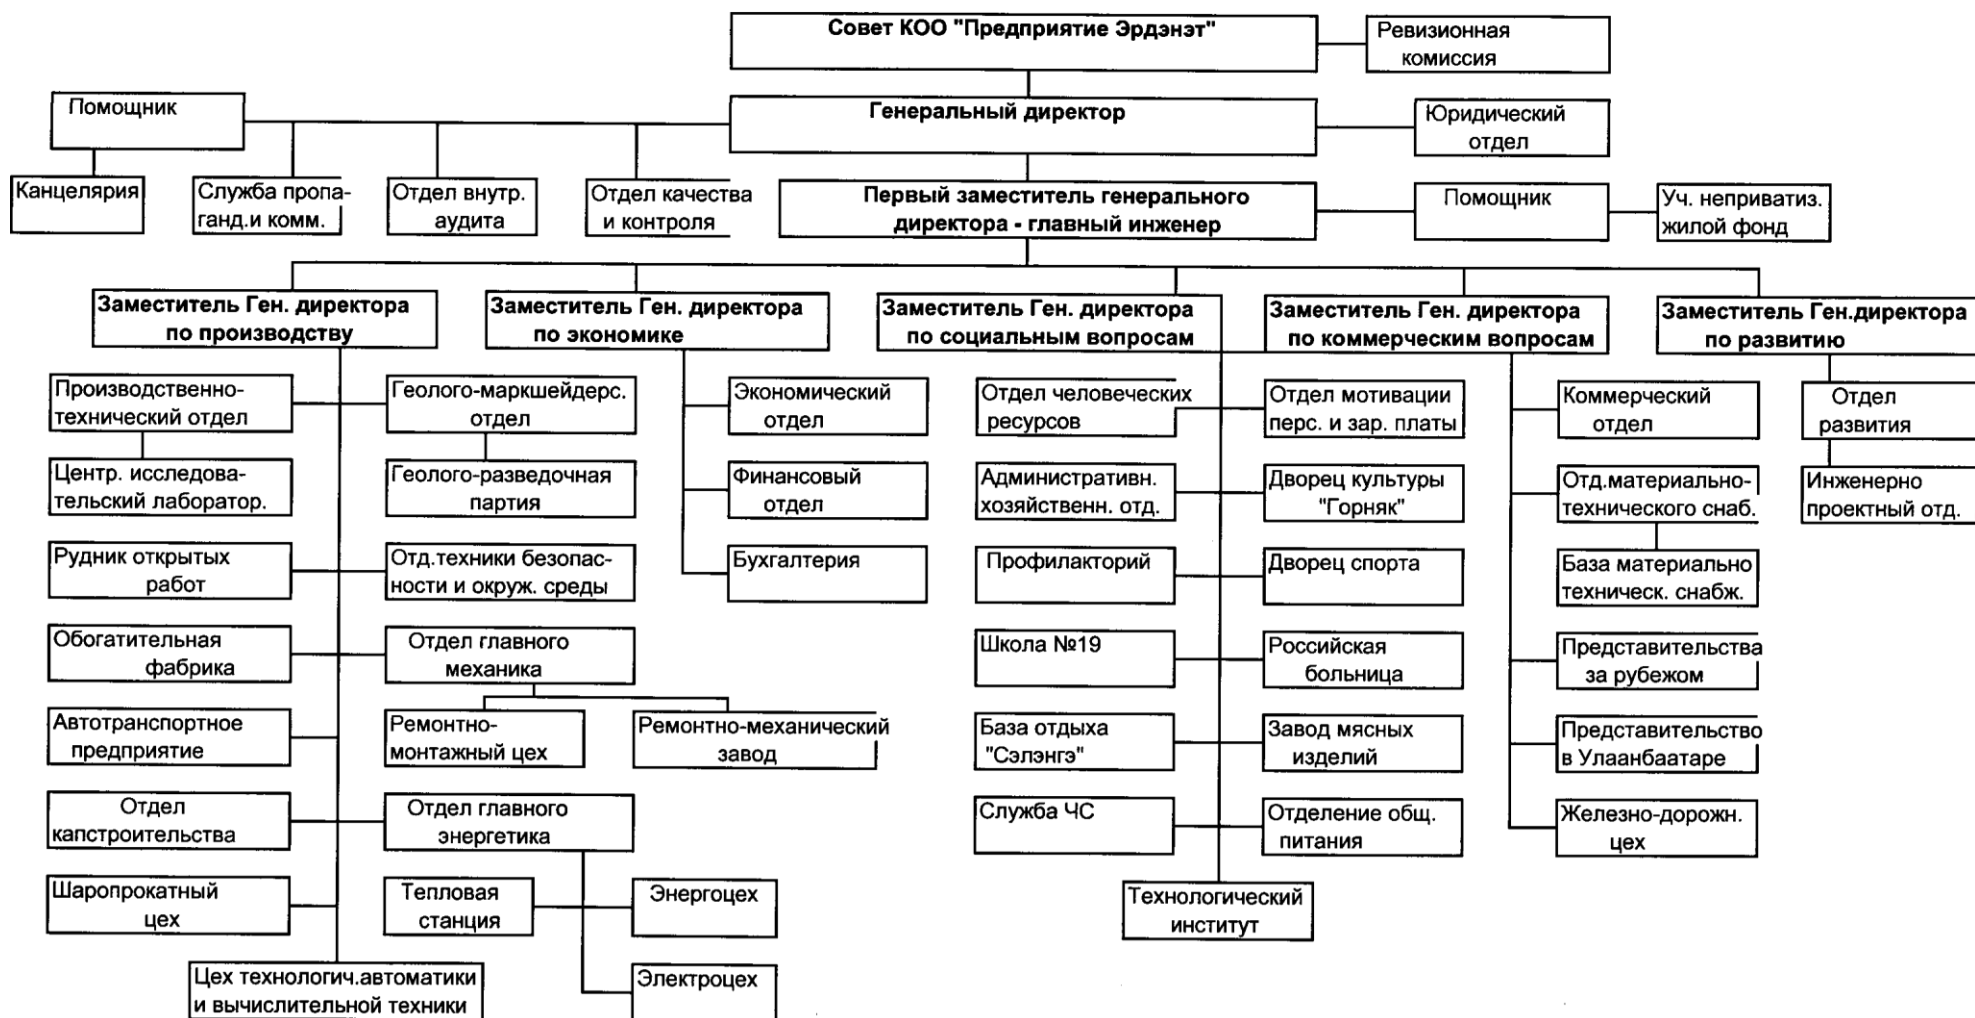 Совет КОО "Предприятие Эрдэнэт"
Ревизионная
комиссия
Помощник
Генеральный директор
Юридический
отдел
Канцелярия
Служба пропа-
ганд.и комм.
Отдел внутр.
аудита
Отдел качества
и контроля
Первый заместитель генерального
директора - главный инженер
Помощник
Уч. неприватиз.
жилой фонд
Заместитель Ген. директора
по производству
Заместитель Ген. директора
по экономике
Заместитель Ген. директора
по социальным вопросам
Заместитель Ген. директора
по коммерческим вопросам
Заместитель Ген.директора
по развитию
Производственно-
технический отдел
Геолого-маркшейдерс.
отдел
Экономический
отдел
Отдел человеческих
ресурсов
Отдел мотивации
перс. и зар. платы
Коммерческий
отдел
Отдел
развития
Центр. исследова-
тельский лаборатор.
Геолого-разведочная
партия
Финансовый
отдел
Административн.
хозяйственн. отд.
Дворец культуры
"Горняк"
Отд.материально-
технического снаб.
Инженерно
проектный отд.
Рудник открытых
работ
Отд.техники безопас-
ности и окруж. среды
Бухгалтерия
Профилакторий
Дворец спорта
База материально
техническ. снабж.
Обогатительная
фабрика
Отдел главного
механика
Школа №19
Российская
больница
Представительства
за рубежом
Автотранспортное
предприятие
Ремонтно-
монтажный цех
Ремонтно-механический
завод
База отдыха
"Сэлэнгэ"
Завод мясных
изделий
Представительство
в Улаанбаатаре
Отдел
капстроительства
Отдел главного
энергетика
Служба ЧС
Отделение общ.
питания
Железно-дорожн.
цех
Шаропрокатный
цех
Тепловая
станция
Энергоцех
Технологический
институт
Цех технологич.автоматики
и вычислительной техники
Электроцех